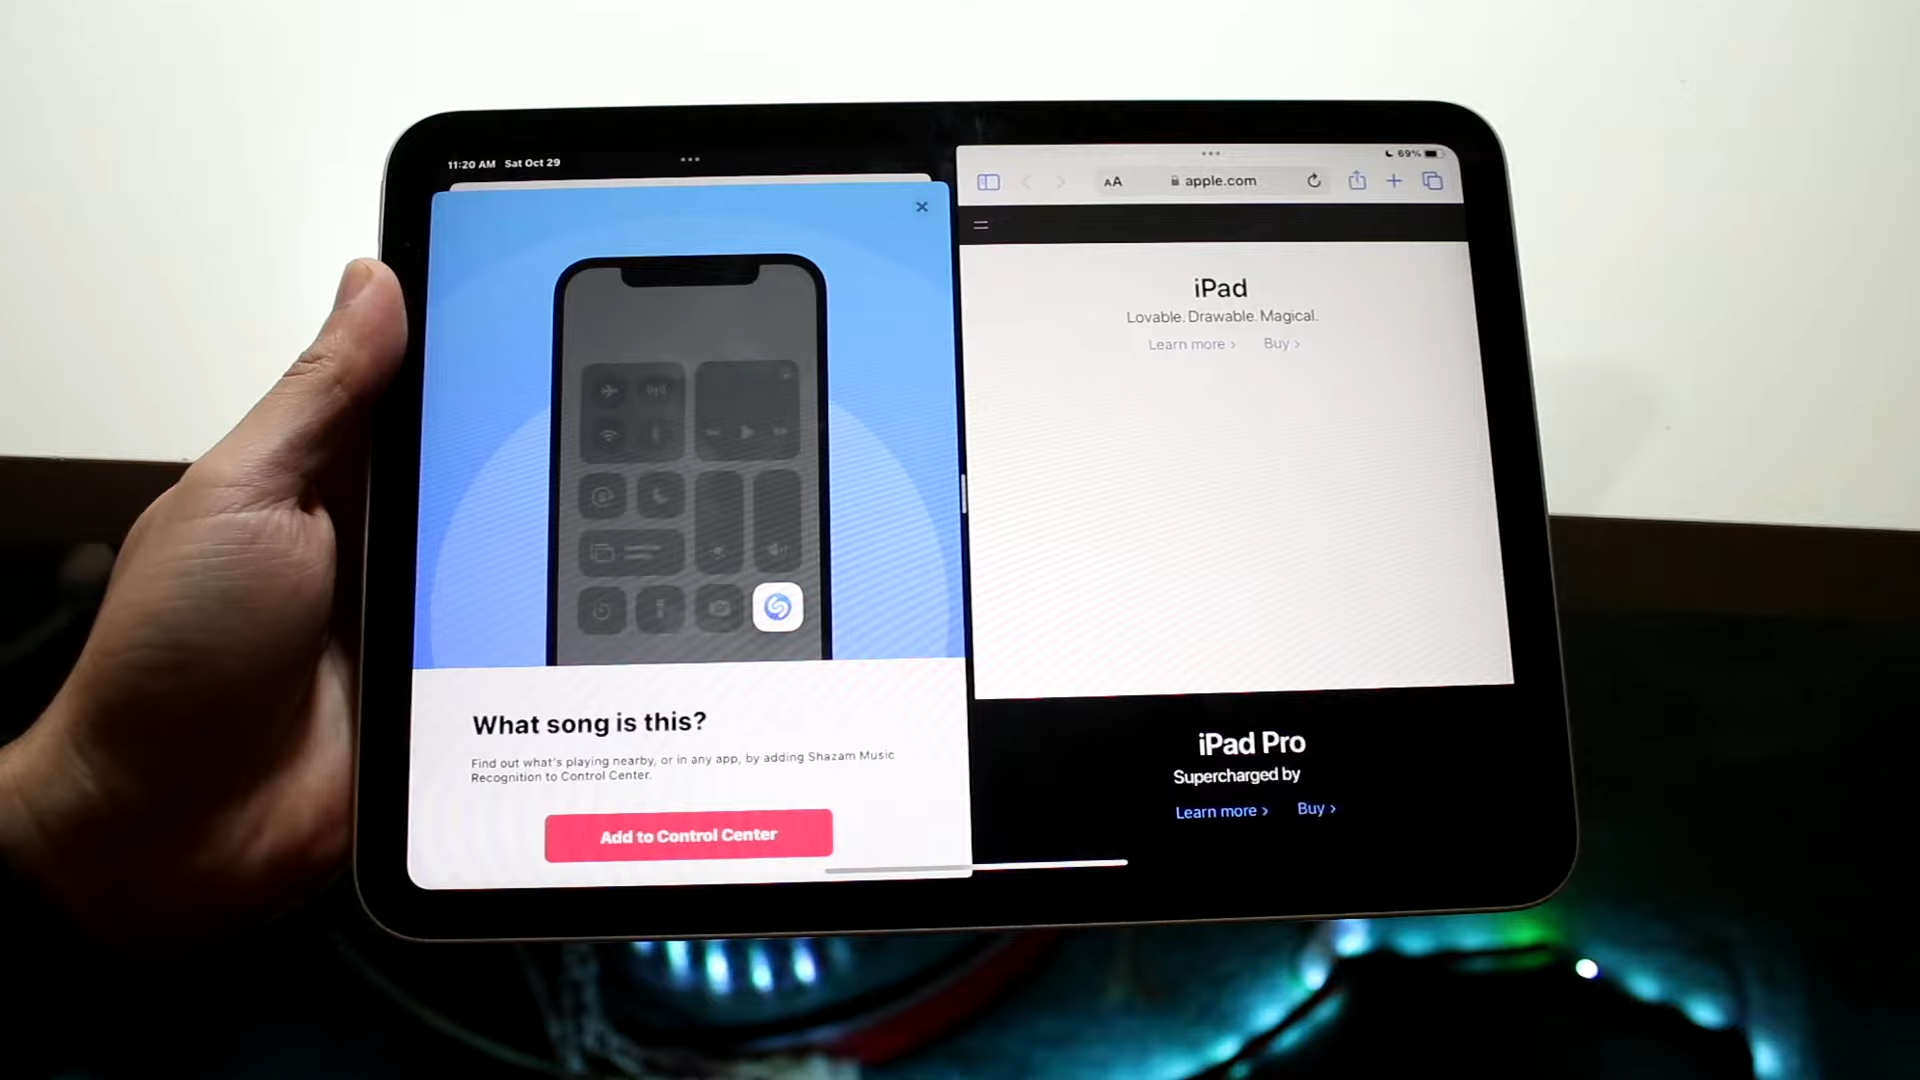 11:20 AM Sat Oct 29
What song is this?
Find out what's playing nearby, or in any app, by adding Shazam Music
Recognition to Control Center.
Add to Control Center
69%
AA apple.com
iPad
Lovable. Drawable. Magical.
Learn more > Buy >
iPad Pro
Supercharged by
Learn more > Buy >